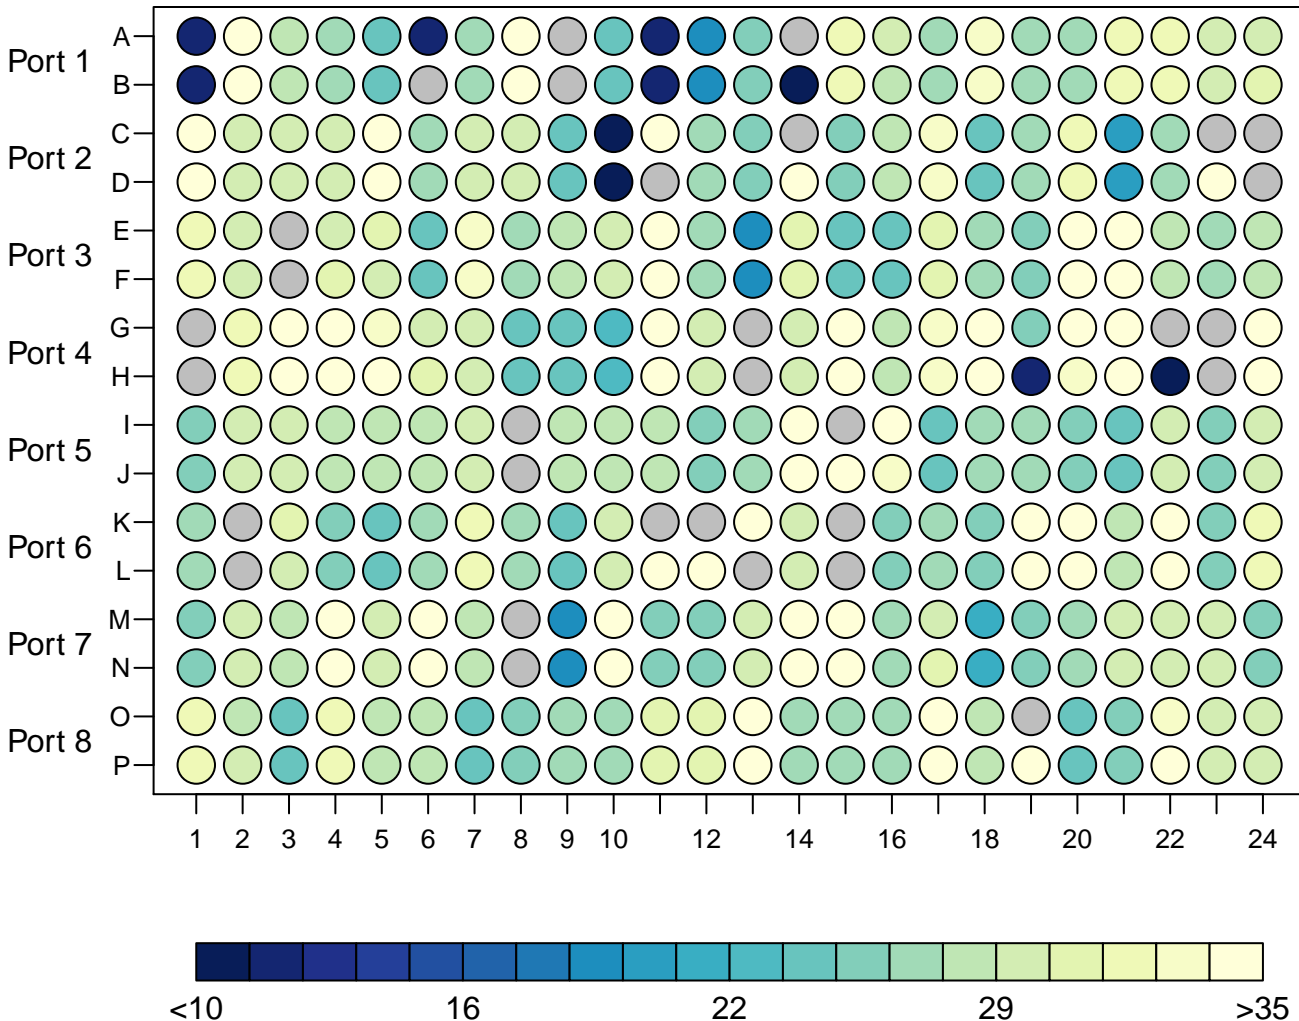 Port 1
A
B
Port 2
C
D
Port 3
E
F
Port 4
G
H
Port 5
I
J
Port 6
K
L
Port 7
M
N
Port 8
O
P
1 2 3 4 5 6 7 8 9 10 12 14 16 18 20 22 24
<10 16 22 29 >35